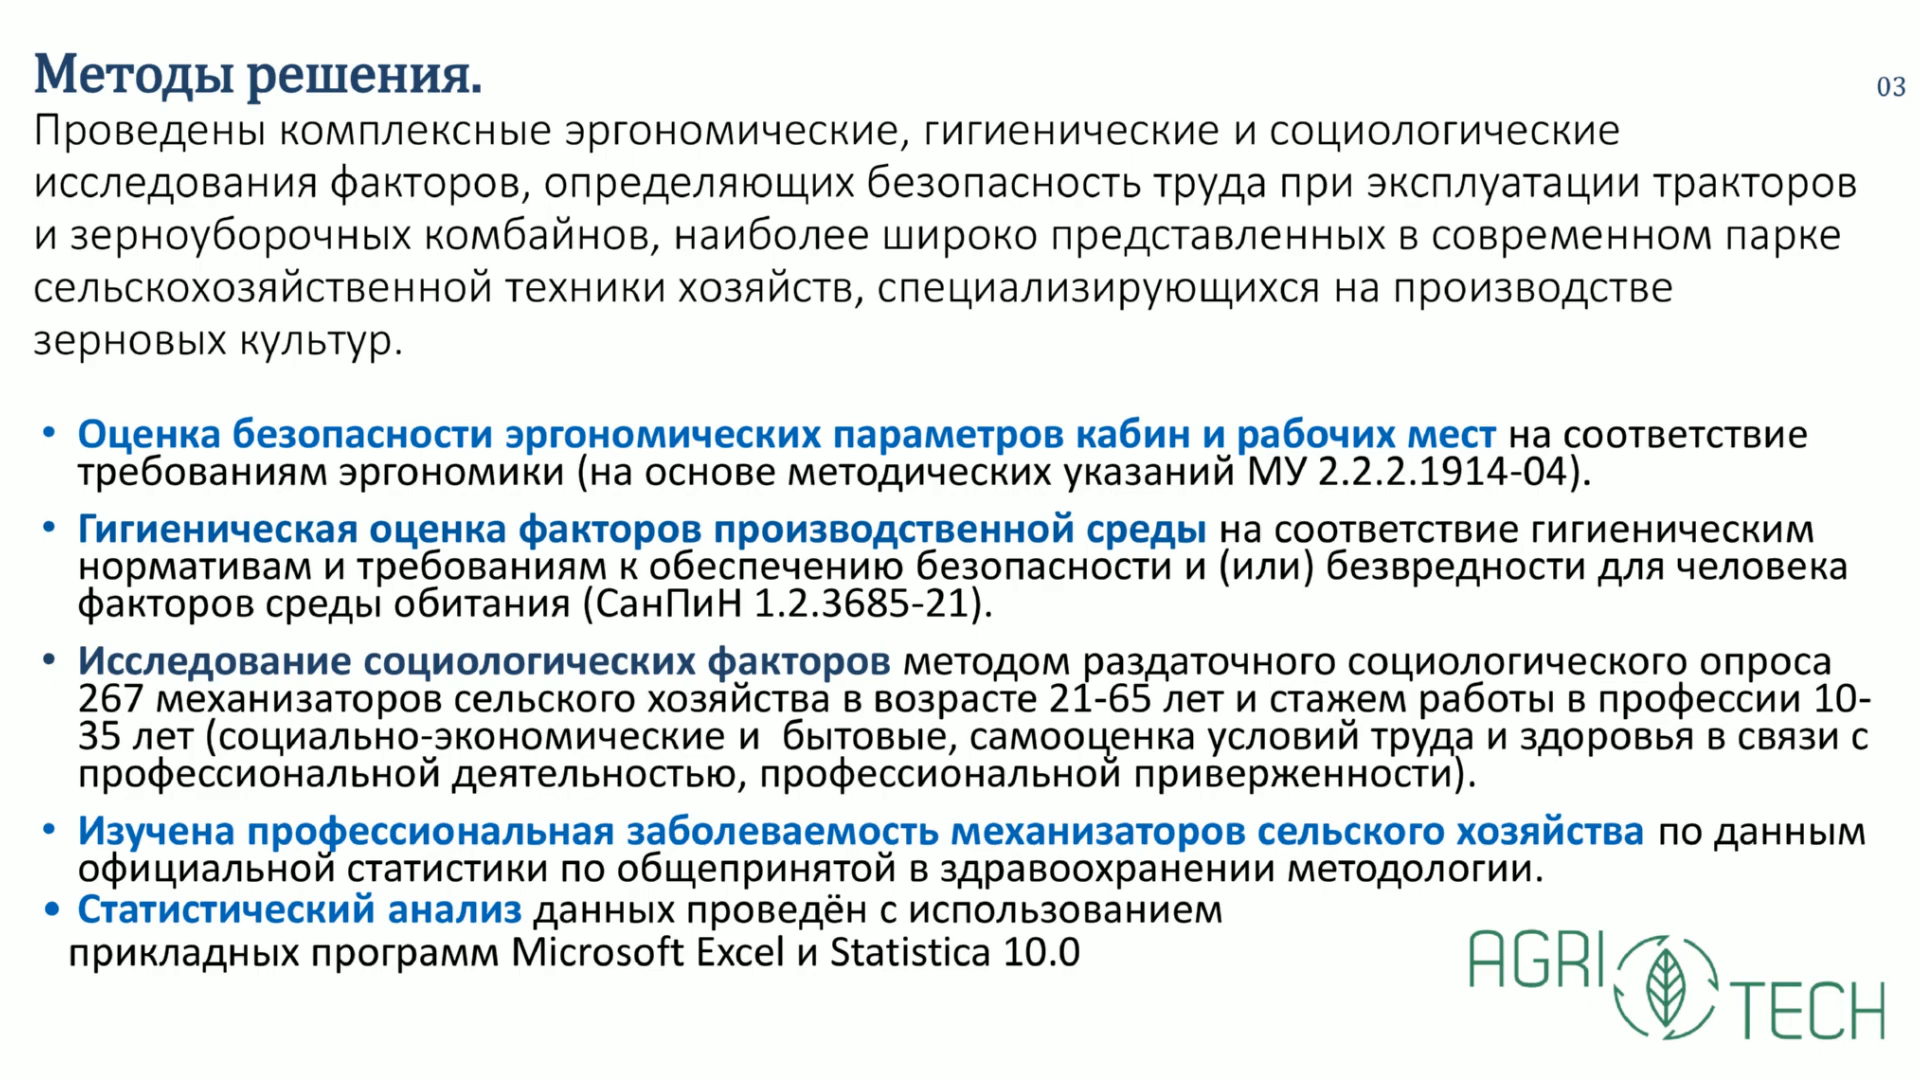 Методы решения.
03
Проведены комплексные эргономические, гигиенические и социологические
исследования факторов, определяющих безопасность труда при эксплуатации тракторов
и зерноуборочных комбайнов, наиболее широко представленных в современном парке
сельскохозяйственной техники хозяйств, специализирующихся на производстве
зерновых культур.
• Оценка безопасности эргономических параметров кабин и рабочих мест на соответствие
требованиям эргономики (на основе методических указаний МУ 2.2.2.1914-04).
• Гигиеническая оценка факторов производственной среды на соответствие гигиеническим
нормативам и требованиям к обеспечению безопасности и (или) безвредности для человека
факторов среды обитания (СанПиН 1.2.3685-21).
• Исследование социологических факторов методом раздаточного социологического опроса
267 механизаторов сельского хозяйства в возрасте 21-65 лет и стажем работы в профессии 10-
35 лет (социально-экономические и  бытовые, самооценка условий труда и здоровья в связи с
профессиональной деятельностью, профессиональной приверженности).
• Изучена профессиональная заболеваемость механизаторов сельского хозяйства по данным
официальной статистики по общепринятой в здравоохранении методологии.
• Статистический анализ данных проведён с использованием
прикладных программ Microsoft Excel и Statistica 10.0
AGRI
TECH